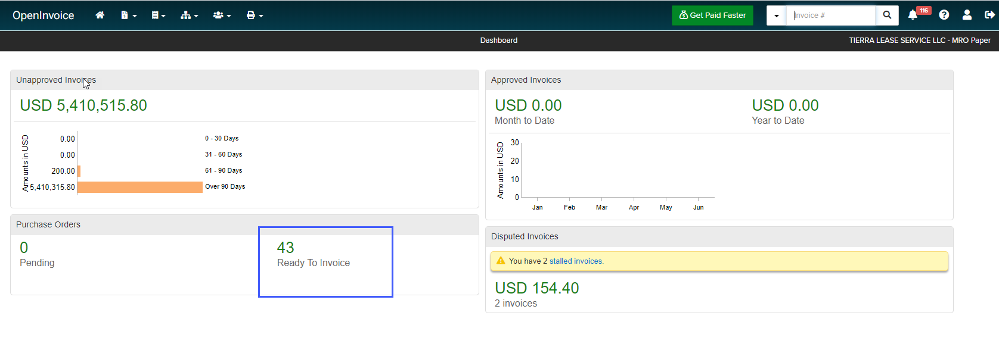 OpenInvoice
Get Paid Faster
Invoice #
116
Dashboard
TIERRA LEASE SERVICE LLC - MRO Paper
Unapproved Invoices
USD 5,410,515.80
Amounts in USD
0.00
0 - 30 Days
0.00
31 - 60 Days
200.00
61 - 90 Days
5,410,315.80
Over 90 Days
Purchase Orders
0
Pending
43
Ready To Invoice
Approved Invoices
USD 0.00
Month to Date
USD 0.00
Year to Date
Amounts in USD
30
20
10
0
Jan Feb Mar Apr May Jun
Disputed Invoices
You have 2 stalled invoices.
USD 154.40
2 invoices